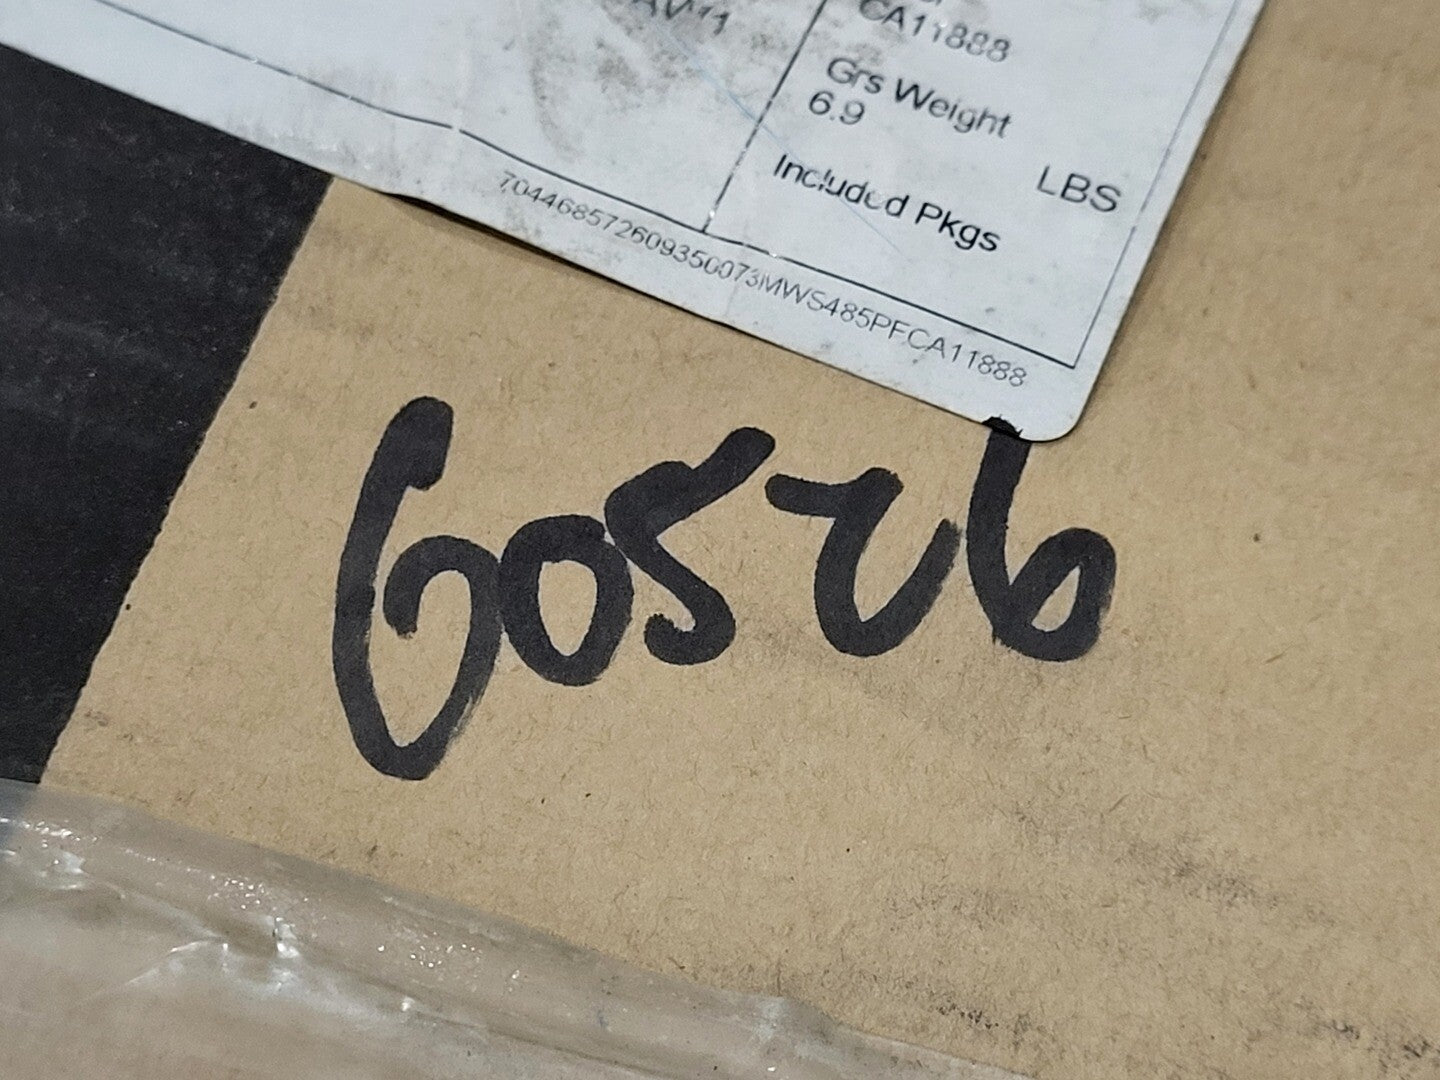 CA11888
Grs Weight
6.9
LBS
Included Pkgs
704468572609350073MWS485PFCA11888
60526